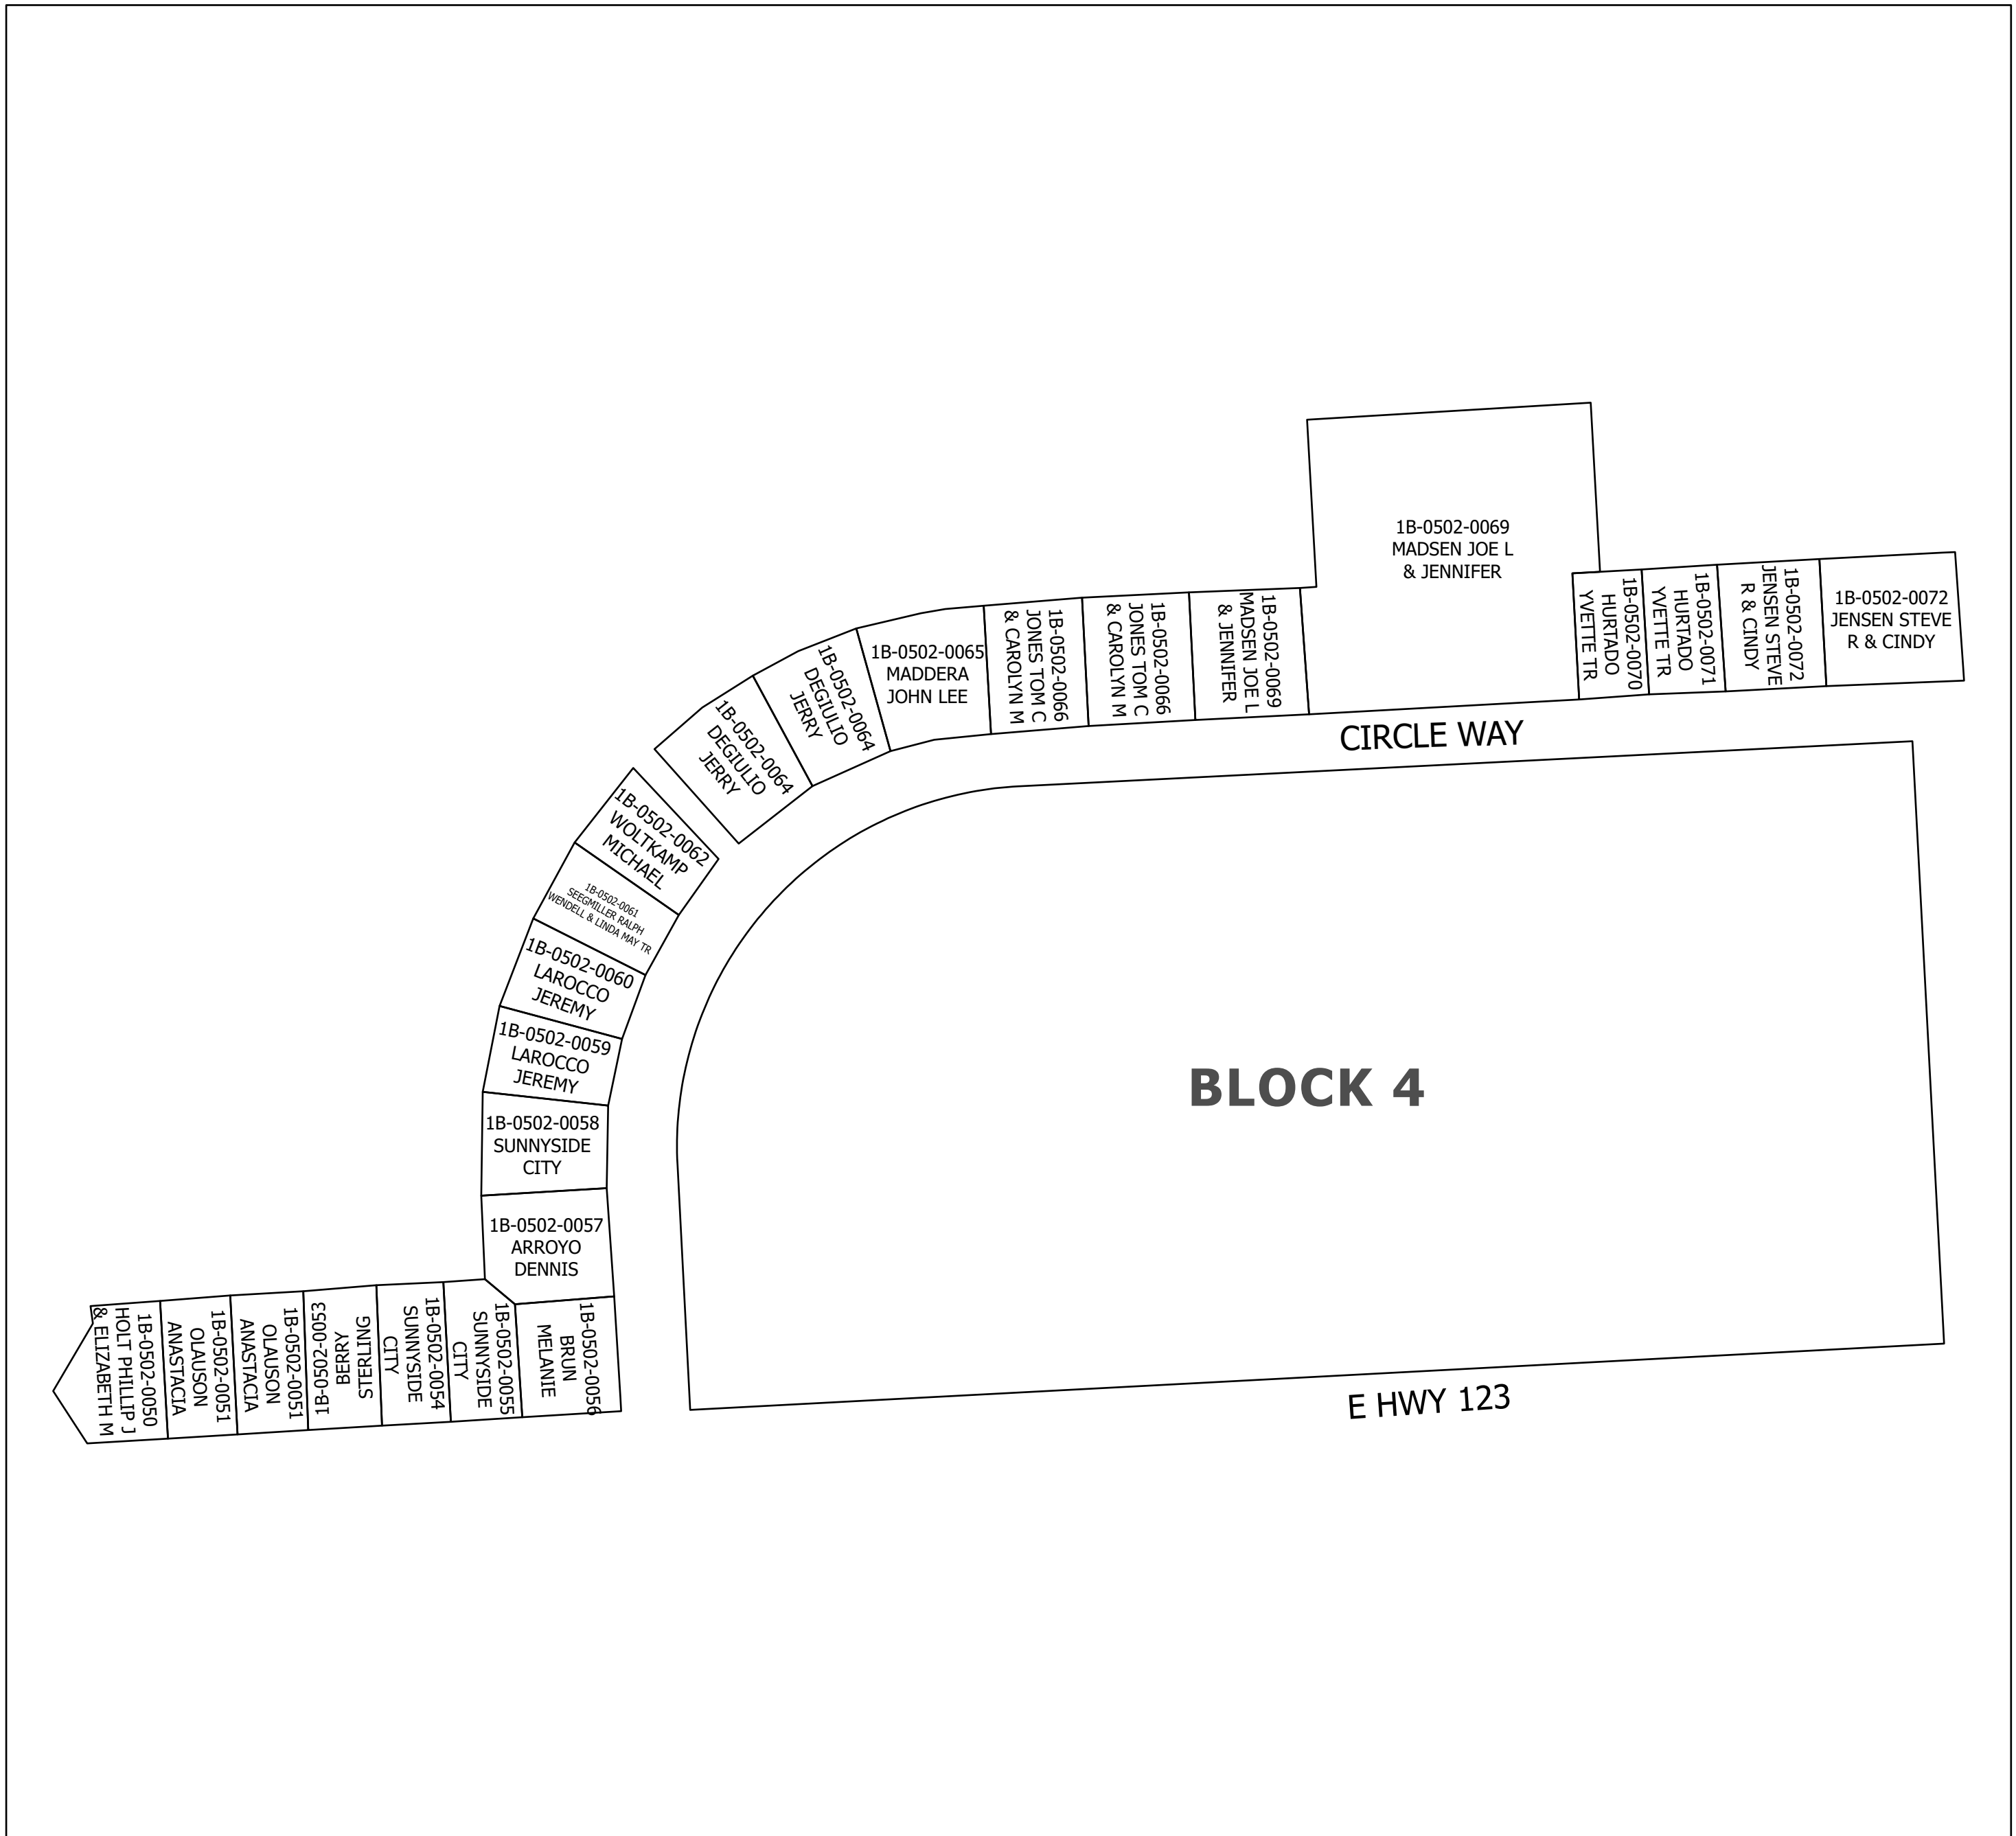 1B-0502-0069
MADSEN JOE L
& JENNIFER
1B-0502-0070
HURTADO
YVETTE TR
1B-0502-0071
HURTADO
YVETTE TR
1B-0502-0072
JENSEN STEVE
R & CINDY
1B-0502-0072
JENSEN STEVE
R & CINDY
1B-0502-0069
MADSEN JOE L
& JENNIFER
1B-0502-0066
JONES TOM C
& CAROLYN M
1B-0502-0066
JONES TOM C
& CAROLYN M
1B-0502-0065
MADDERA
JOHN LEE
1B-0502-0064
DEGIULIO
JERRY
1B-0502-0064
DEGIULIO
JERRY
CIRCLE WAY
1B-0502-0062
WOLTKAMP
MICHAEL
1B-0502-0061
SEEGMILLER RALPH
WENDELL & LINDA MAY TR
1B-0502-0060
LAROCCO
JEREMY
1B-0502-0059
LAROCCO
JEREMY
BLOCK 4
1B-0502-0058
SUNNYSIDE
CITY
1B-0502-0057
ARROYO
DENNIS
1B-0502-0050
HOLT PHILLIP J
& ELIZABETH M
1B-0502-0051
OLAUSON
ANASTACIA
1B-0502-0051
OLAUSON
ANASTACIA
1B-0502-0053
BERRY
STERLING
1B-0502-0054
SUNNYSIDE
CITY
1B-0502-0055
SUNNYSIDE
CITY
1B-0502-0056
BRUN
MELANIE
E HWY 123